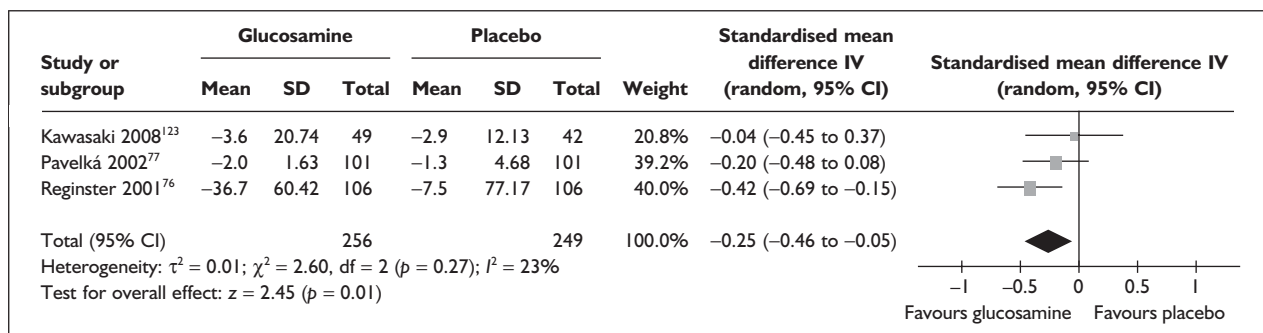 Glucosamine Placebo Standardised mean
Study or difference IV Standardised mean difference IV
subgroup Mean SD Total Mean SD Total Weight (random, 95% CI) (random, 95% CI)
Kawasaki 2008¹²³ –3.6 20.74 49 –2.9 12.13 42 20.8% –0.04 (–0.45 to 0.37)
Pavelká 2002⁷⁷ –2.0 1.63 101 –1.3 4.68 101 39.2% –0.20 (–0.48 to 0.08)
Reginster 2001⁷⁶ –36.7 60.42 106 –7.5 77.17 106 40.0% –0.42 (–0.69 to –0.15)
Total (95% CI) 256 249 100.0% –0.25 (–0.46 to –0.05)
Heterogeneity: τ² = 0.01; χ² = 2.60, df = 2 (p = 0.27); I² = 23%
Test for overall effect: z = 2.45 (p = 0.01)
–1 –0.5 0 0.5 1
Favours glucosamine Favours placebo